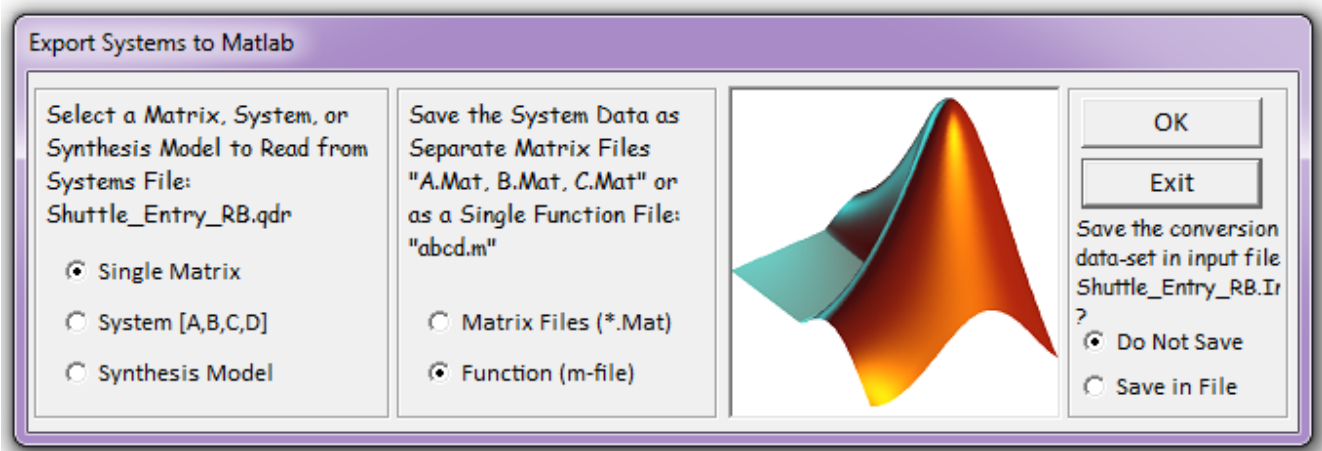 Export Systems to Matlab
Select a Matrix, System, or
Synthesis Model to Read from
Systems File:
Shuttle_Entry_RB.qdr
Single Matrix
System [A,B,C,D]
Synthesis Model
Save the System Data as
Separate Matrix Files
"A.Mat, B.Mat, C.Mat" or
as a Single Function File:
"abcd.m"
Matrix Files (*.Mat)
Function (m-file)
OK
Exit
Save the conversion
data-set in input file
Shuttle_Entry_RB.Ir
?
Do Not Save
Save in File